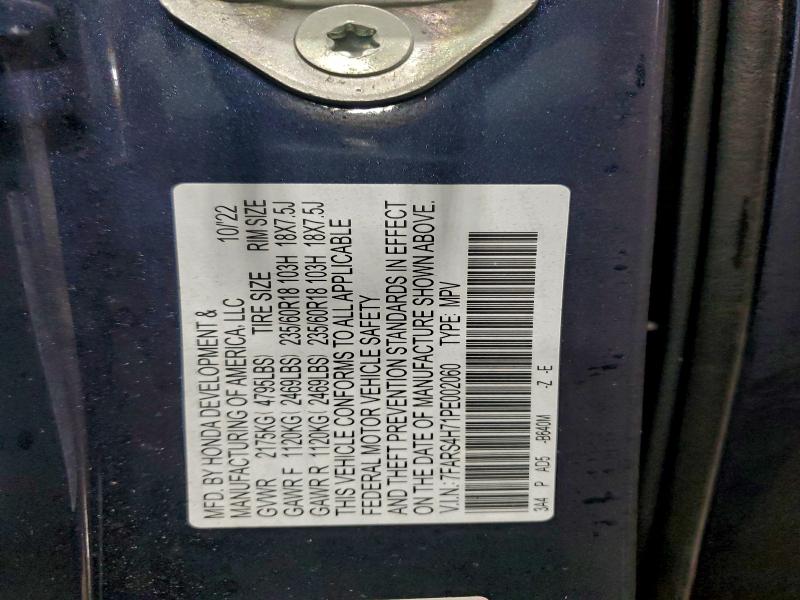 MFD. BY HONDA DEVELOPMENT &
MANUFACTURING OF AMERICA, LLC 10/'22
GVWR 2175KG( 4795LBS) TIRE SIZE RIM SIZE
GAWR F 1120KG( 2469LBS) 235/60R18 103H 18X7.5J
GAWR R 1120KG( 2469LBS) 235/60R18 103H 18X7.5J
THIS VEHICLE CONFORMS TO ALL APPLICABLE
FEDERAL MOTOR VEHICLE SAFETY
AND THEFT PREVENTION STANDARDS IN EFFECT
ON THE DATE OF MANUFACTURE SHOWN ABOVE.
V.I.N.: 7FARS4H71PE002060 TYPE: MPV
3A4 P AD5 -B640M -Z -E